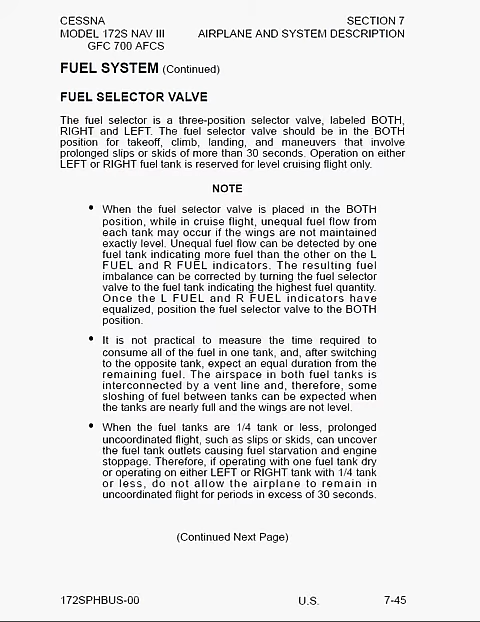 CESSNA
SECTION 7
MODEL 172S NAV III
AIRPLANE AND SYSTEM DESCRIPTION
GFC 700 AFCS
FUEL SYSTEM (Continued)
FUEL SELECTOR VALVE
The fuel selector is a three-position selector valve, labeled BOTH,
RIGHT and LEFT. The fuel selector valve should be in the BOTH
position for takeoff, climb, landing, and maneuvers that involve
prolonged slips or skids of more than 30 seconds. Operation on either
LEFT or RIGHT fuel tank is reserved for level cruising flight only.
NOTE
• When the fuel selector valve is placed in the BOTH
position, while in cruise flight, unequal fuel flow from
each tank may occur if the wings are not maintained
exactly level. Unequal fuel flow can be detected by one
fuel tank indicating more fuel than the other on the L
FUEL and R FUEL indicators. The resulting fuel
imbalance can be corrected by turning the fuel selector
valve to the tank indicating the highest fuel quantity.
Once the L FUEL and R FUEL indicators have
equalized, position the fuel selector valve to the BOTH
position.
• It is not practical to measure the time required to
consume all of the fuel in one tank, and, after switching
to the opposite tank, expect an equal duration from the
remaining fuel. The airspace in both fuel tanks is
interconnected by a vent line and, therefore, some
sloshing of fuel between tanks can be expected when
the tanks are nearly full and the wings are not level.
• When the fuel tanks are 1/4 tank or less, prolonged
uncoordinated flight, such as slips or skids, can uncover
the fuel tank outlets causing fuel starvation and engine
stoppage. Therefore, if operating with one fuel tank dry
or operating on either LEFT or RIGHT tank with 1/4 tank
or less, do not allow the airplane to remain in
uncoordinated flight for periods in excess of 30 seconds.
(Continued Next Page)
172SPHBUS-00
U.S.
7-45